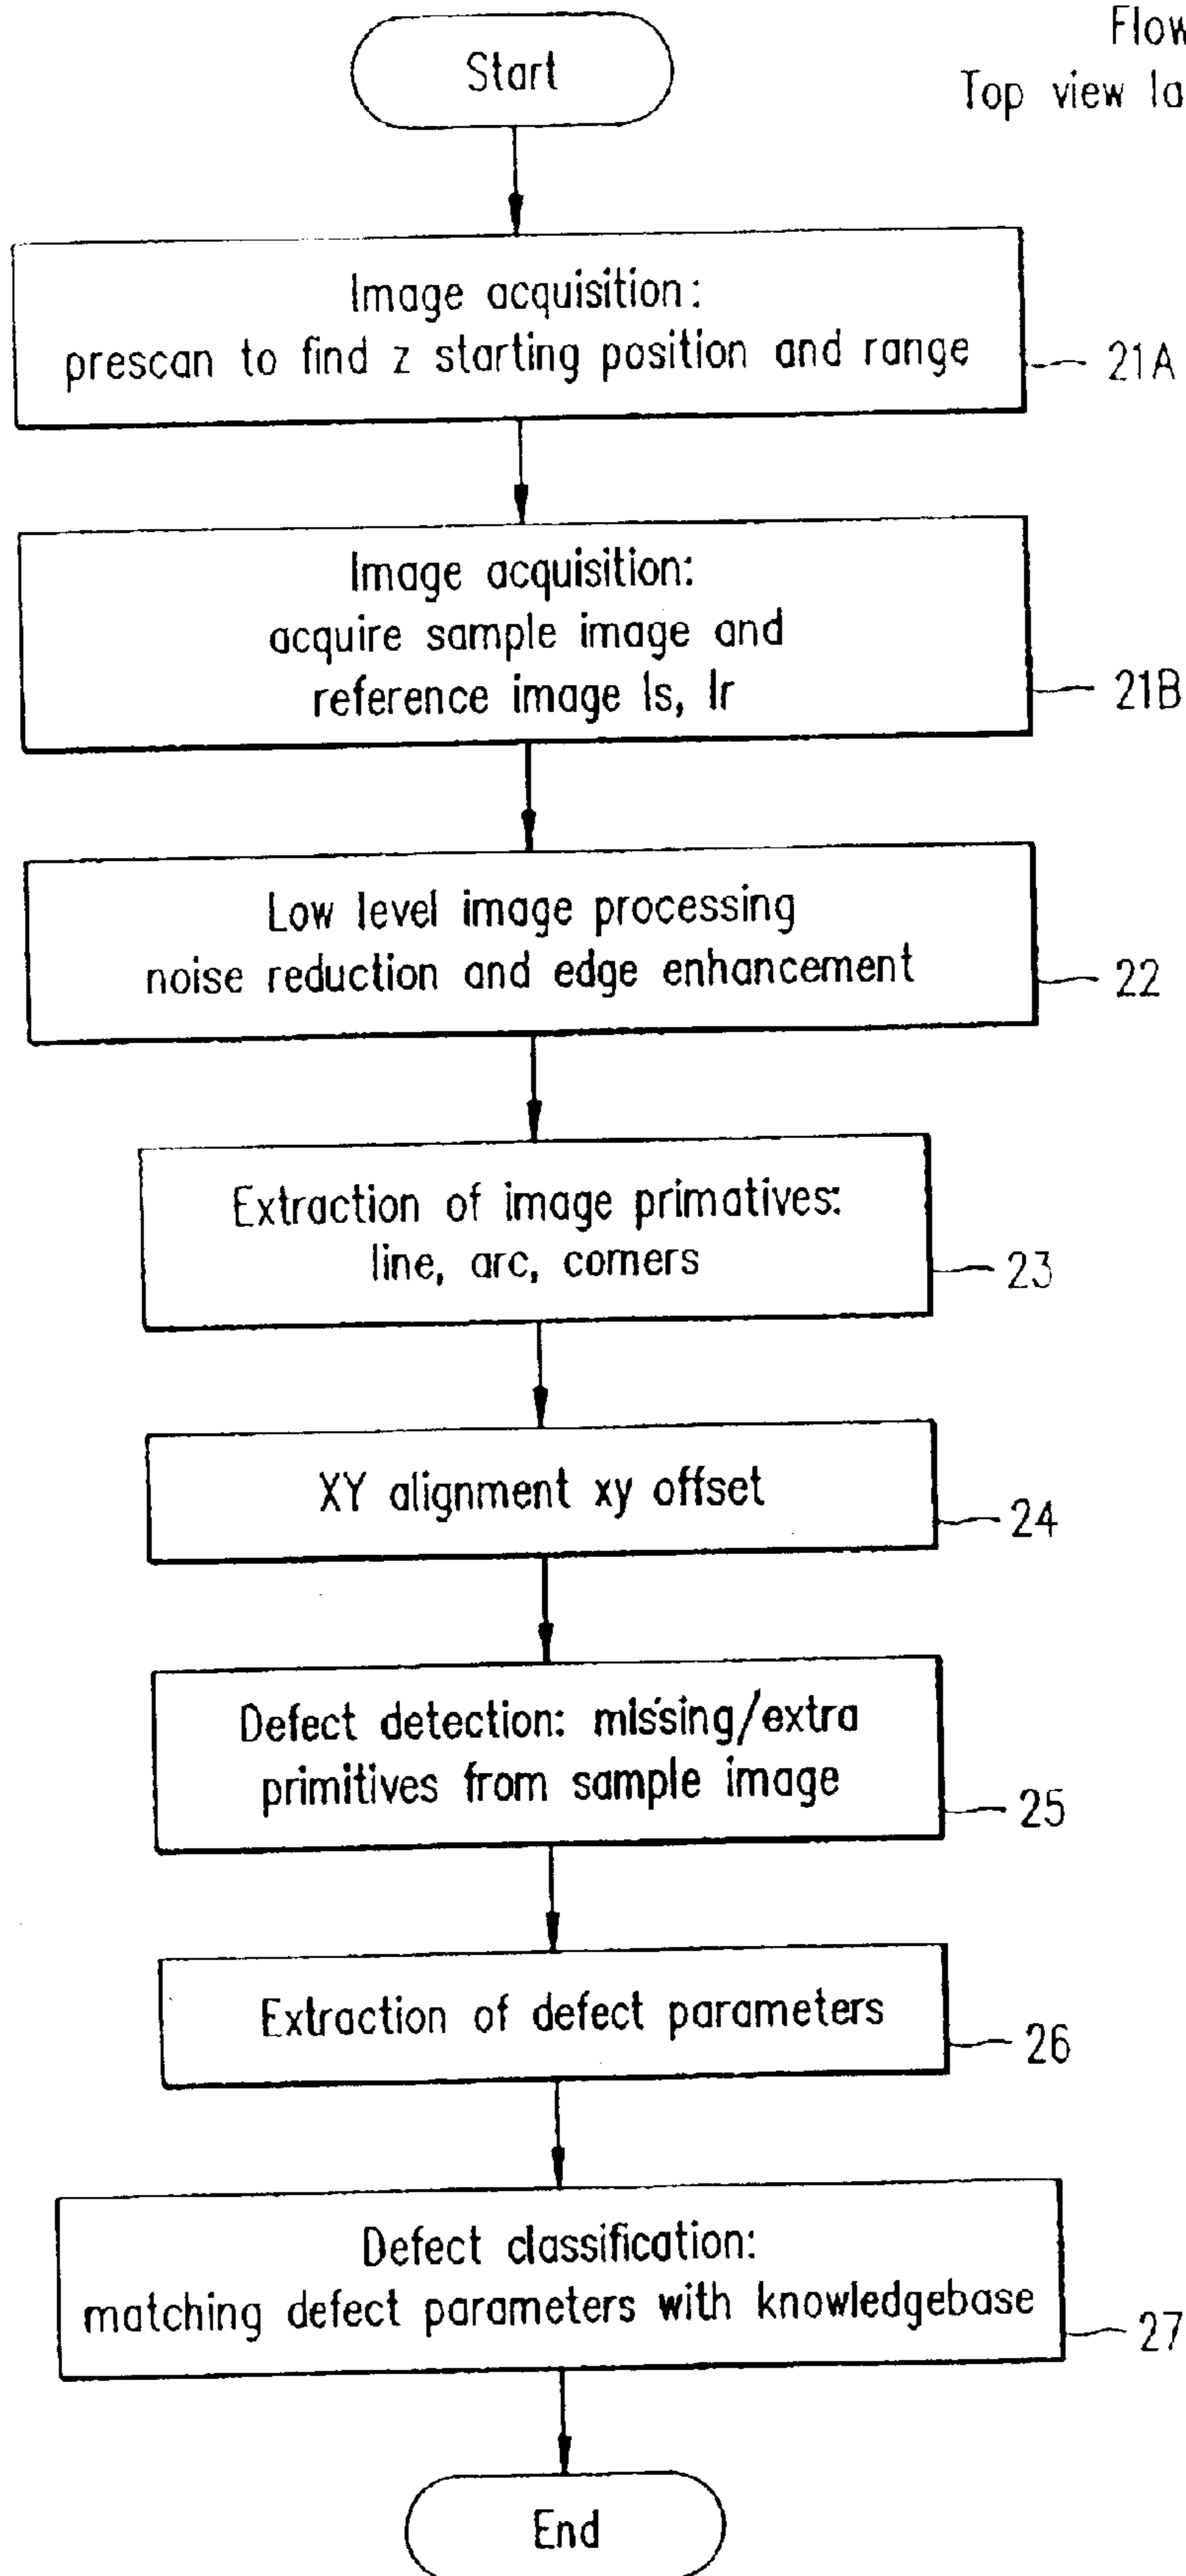 Flow
Top view la
Start
Image acquisition:
prescan to find z starting position and range
21A
Image acquisition:
acquire sample image and
reference image Is, Ir
21B
Low level image processing
noise reduction and edge enhancement
22
Extraction of image primatives:
line, arc, corners
23
XY alignment xy offset
24
Defect detection: missing/extra
primitives from sample image
25
Extraction of defect parameters
26
Defect classification:
matching defect parameters with knowledgebase
27
End